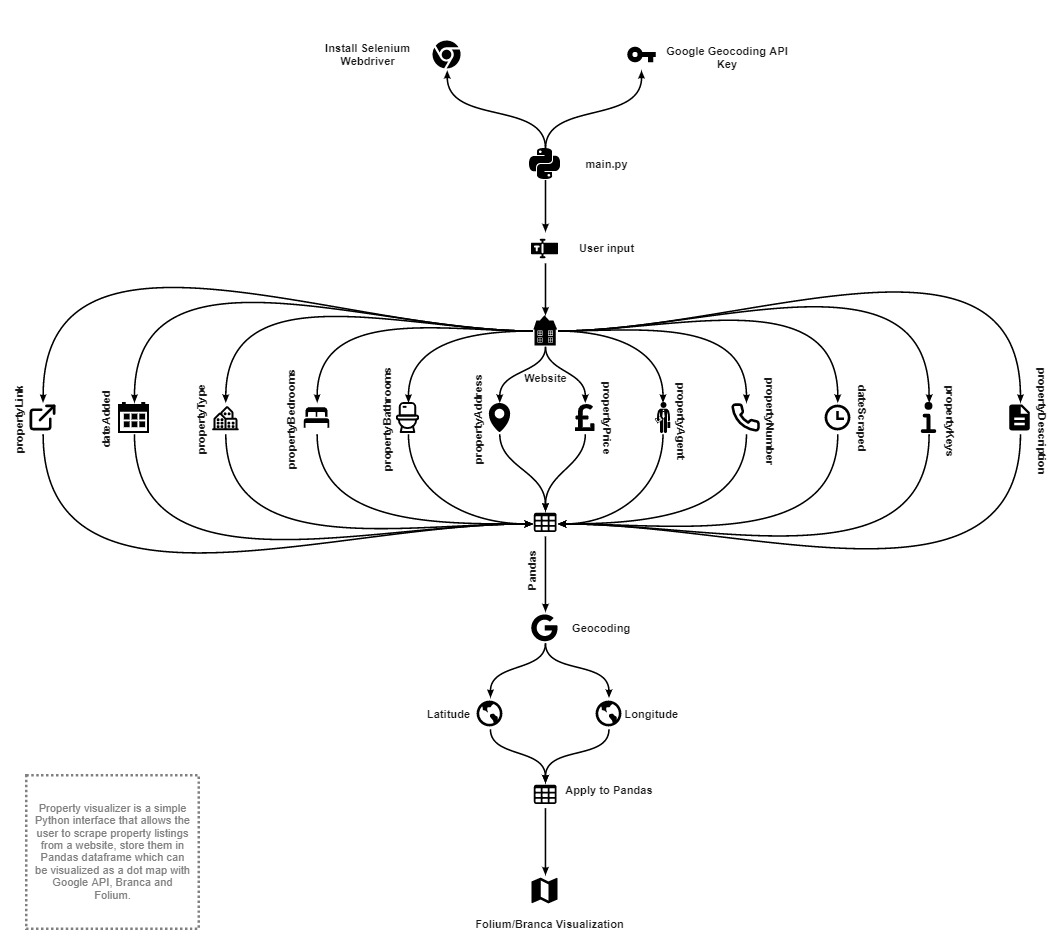 Install Selenium
Webdriver
Google Geocoding API
Key
main.py
User input
Website
propertyLink
dateAdded
propertyType
propertyBedrooms
propertyBathrooms
propertyAddress
propertyPrice
propertyAgent
propertyNumber
dateScraped
propertyKeys
propertyDescription
Pandas
Geocoding
Latitude
Longitude
Apply to Pandas
Property visualizer is a simple
Python interface that allows the
user to scrape property listings
from a website, store them in
Pandas dataframe which can
be visualized as a dot map with
Google API, Branca and
Folium.
Folium/Branca Visualization